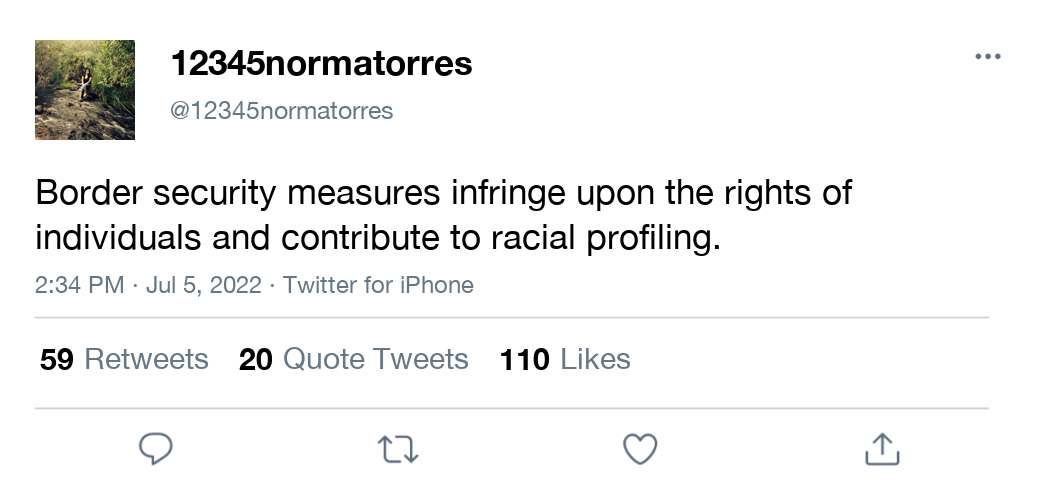 12345normatorres
@12345normatorres
Border security measures infringe upon the rights of
individuals and contribute to racial profiling.
2:34 PM · Jul 5, 2022 · Twitter for iPhone
59 Retweets 20 Quote Tweets 110 Likes